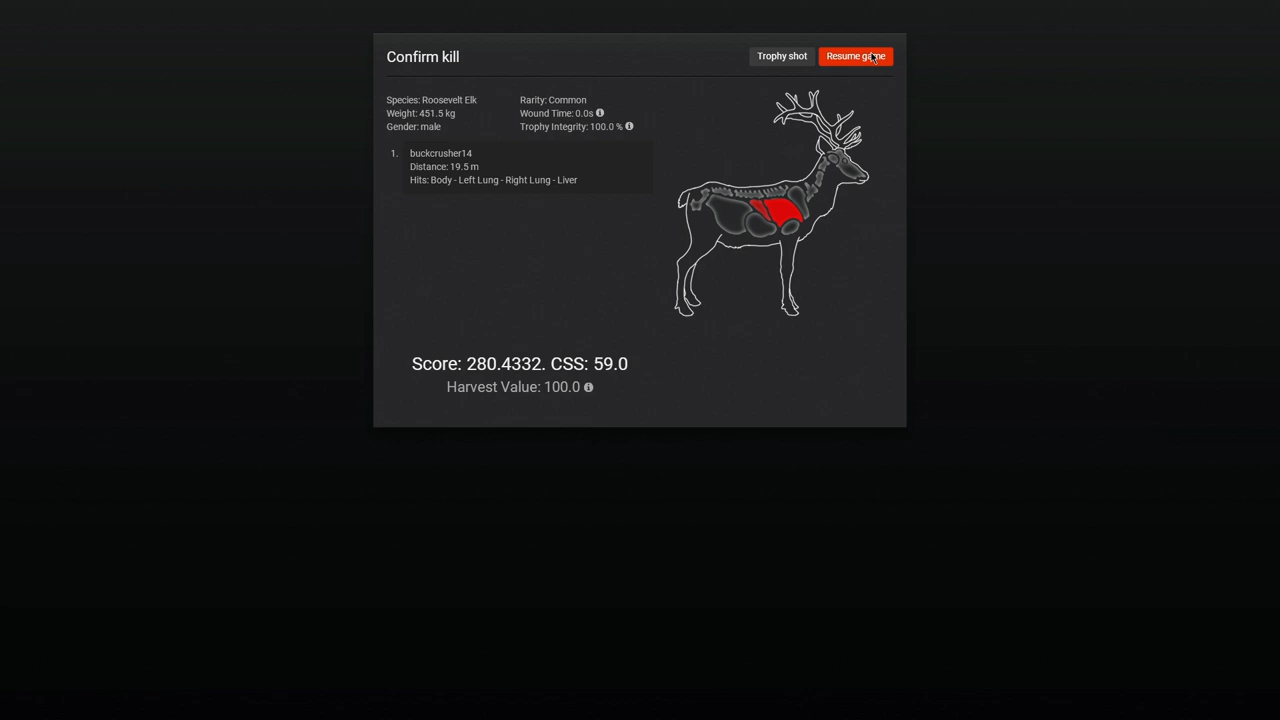 Confirm kill
Trophy shot
Resume game
Species: Roosevelt Elk
Weight: 451.5 kg
Gender: male
Rarity: Common
Wound Time: 0.0s
Trophy Integrity: 100.0 %
1. buckcrusher14
Distance: 19.5 m
Hits: Body - Left Lung - Right Lung - Liver
Score: 280.4332. CSS: 59.0
Harvest Value: 100.0